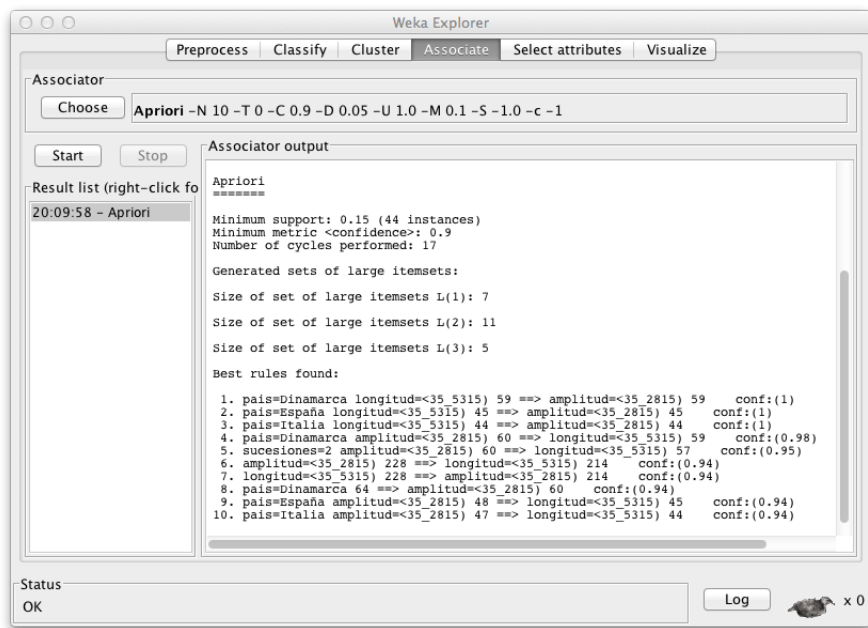 Weka Explorer
Preprocess Classify Cluster Associate Select attributes Visualize
Associator
Choose
Apriori -N 10 -T 0 -C 0.9 -D 0.05 -U 1.0 -M 0.1 -S -1.0 -c -1
Start Stop
Result list (right-click fo
20:09:58 - Apriori
Associator output
Apriori
=======
Minimum support: 0.15 (44 instances)
Minimum metric <confidence>: 0.9
Number of cycles performed: 17
Generated sets of large itemsets:
Size of set of large itemsets L(1): 7
Size of set of large itemsets L(2): 11
Size of set of large itemsets L(3): 5
Best rules found:
1. pais=Dinamarca longitud=<35_5315) 59 ==> amplitud=<35_2815) 59 conf:(1)
2. pais=España longitud=<35_5315) 45 ==> amplitud=<35_2815) 45 conf:(1)
3. pais=Italia longitud=<35_5315) 44 ==> amplitud=<35_2815) 44 conf:(1)
4. pais=Dinamarca amplitud=<35_2815) 60 ==> longitud=<35_5315) 59 conf:(0.98)
5. sucesiones=2 amplitud=<35_2815) 60 ==> longitud=<35_5315) 57 conf:(0.95)
6. amplitud=<35_2815) 228 ==> longitud=<35_5315) 214 conf:(0.94)
7. longitud=<35_5315) 228 ==> amplitud=<35_2815) 214 conf:(0.94)
8. pais=Dinamarca 64 ==> amplitud=<35_2815) 60 conf:(0.94)
9. pais=España amplitud=<35_2815) 48 ==> longitud=<35_5315) 45 conf:(0.94)
10. pais=Italia amplitud=<35_2815) 47 ==> longitud=<35_5315) 44 conf:(0.94)
Status
OK
Log
x 0